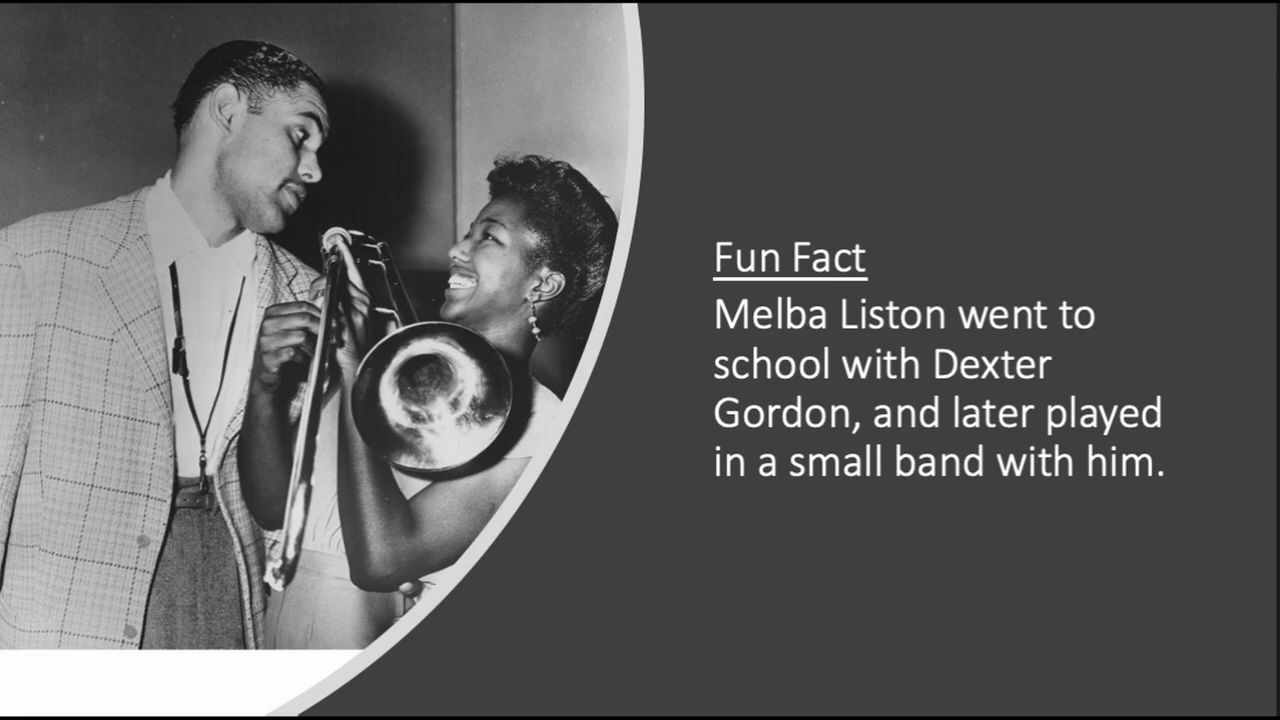 Fun Fact
Melba Liston went to
school with Dexter
Gordon, and later played
in a small band with him.